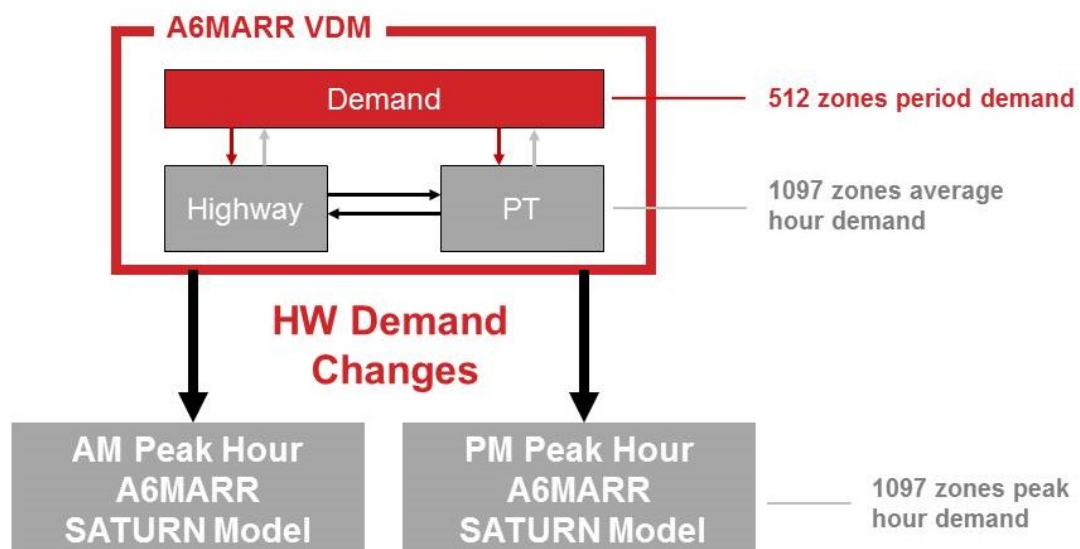 A6MARR VDM
Demand
512 zones period demand
Highway
PT
1097 zones average
hour demand
HW Demand
Changes
AM Peak Hour
A6MARR
SATURN Model
PM Peak Hour
A6MARR
SATURN Model
1097 zones peak
hour demand